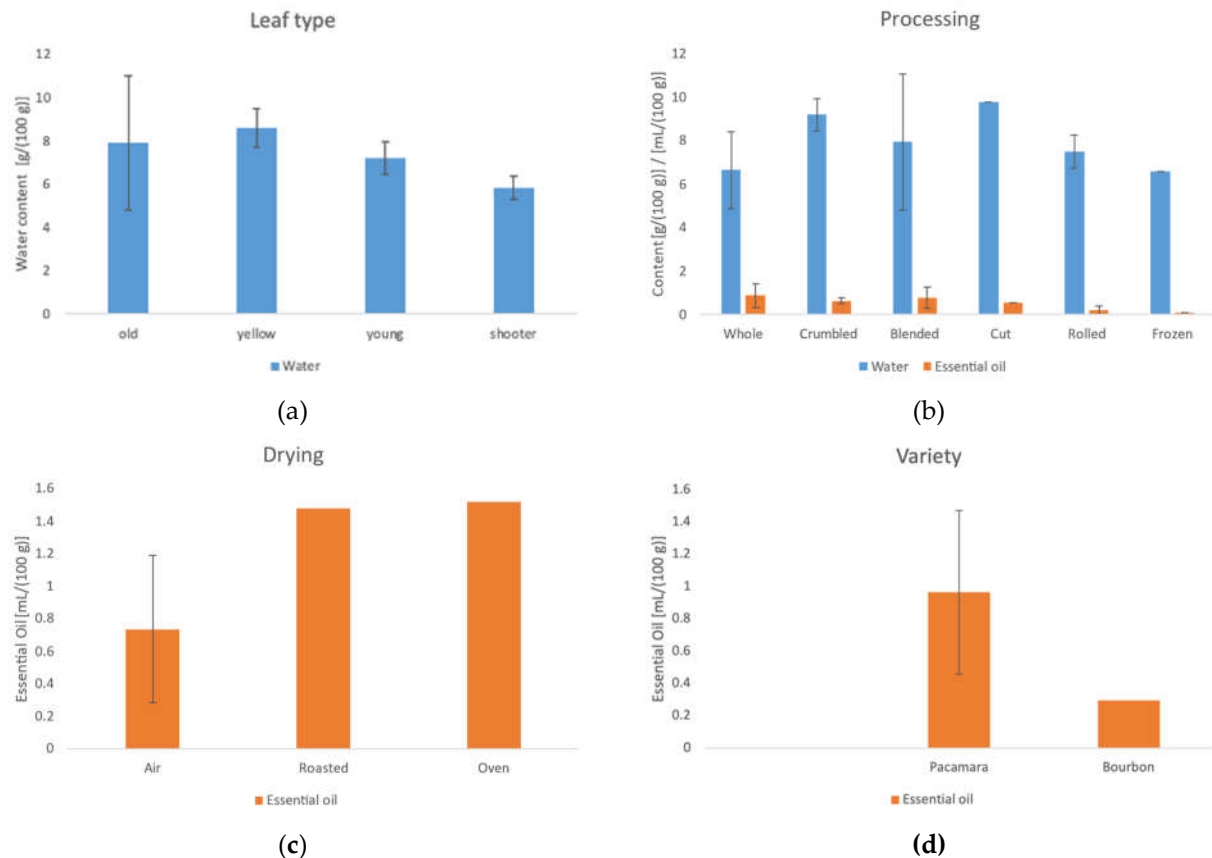 Leaf type
Water content [g/(100 g)]
12
10
8
6
4
2
0
old yellow young shooter
Water
(a)
Processing
Content [g/(100 g)] / [mL/(100 g)]
12
10
8
6
4
2
0
Whole Crumbled Blended Cut Rolled Frozen
Water Essential oil
(b)
Drying
Essential Oil [mL/(100 g)]
1.6
1.4
1.2
1
0.8
0.6
0.4
0.2
0
Air Roasted Oven
Essential oil
(c)
Variety
Essential Oil [mL/(100 g)]
1.6
1.4
1.2
1
0.8
0.6
0.4
0.2
0
Pacamara Bourbon
Essential oil
(d)